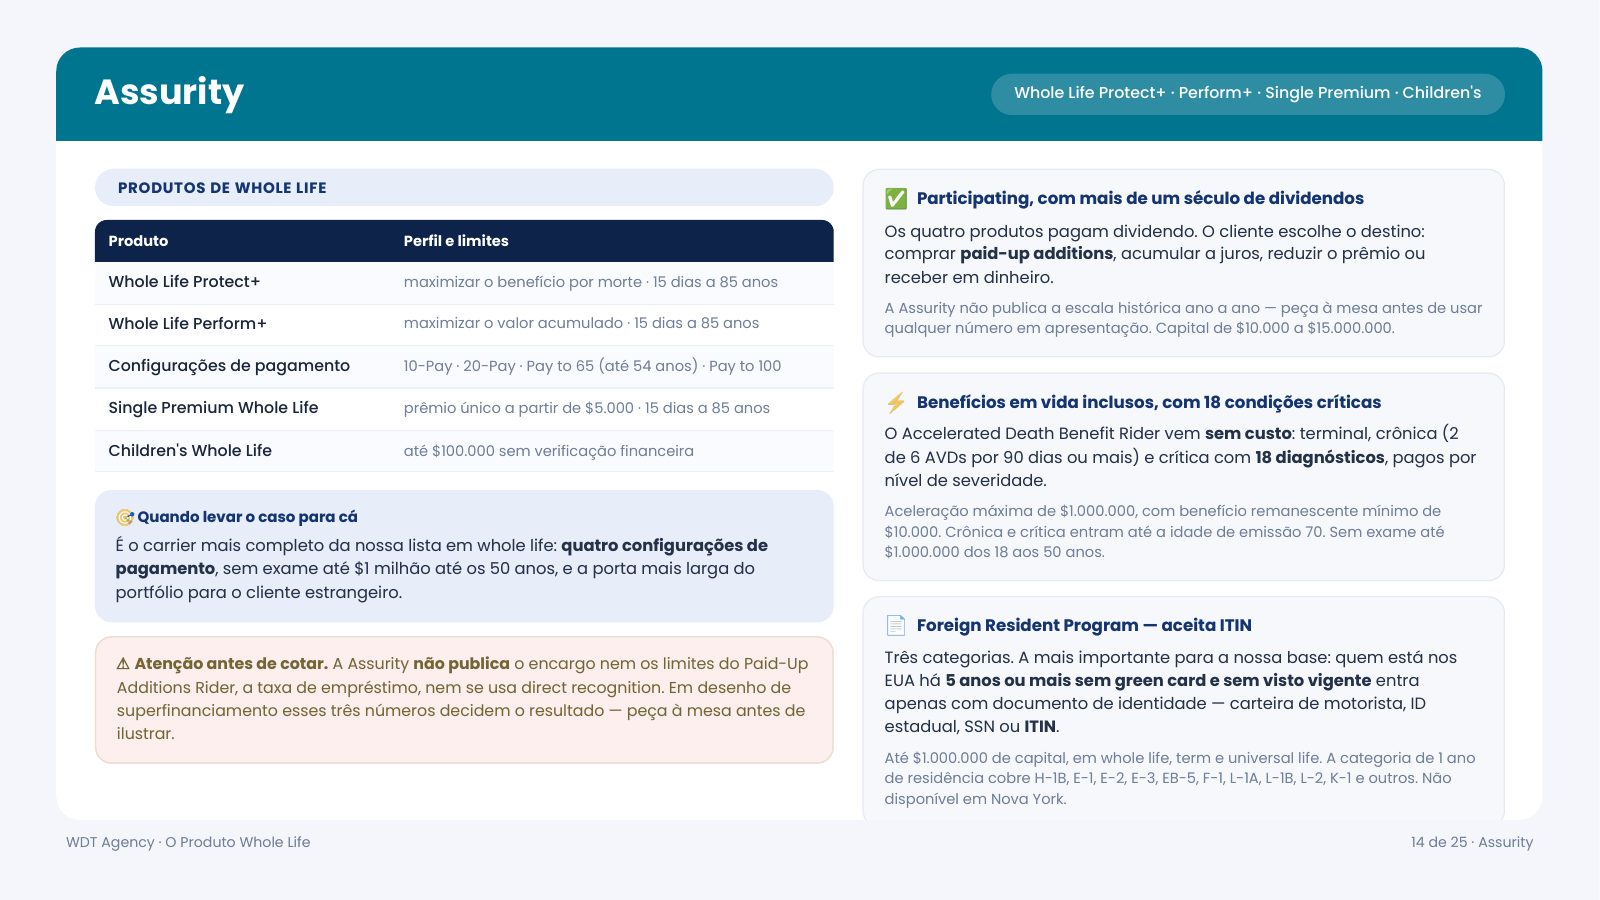 Assurity
Whole Life Protect+ · Perform+ · Single Premium · Children's
PRODUTOS DE WHOLE LIFE
Produto Perfil e limites
Whole Life Protect+ maximizar o benefício por morte · 15 dias a 85 anos
Whole Life Perform+ maximizar o valor acumulado · 15 dias a 85 anos
Configurações de pagamento 10-Pay · 20-Pay · Pay to 65 (até 54 anos) · Pay to 100
Single Premium Whole Life prêmio único a partir de $5.000 · 15 dias a 85 anos
Children's Whole Life até $100.000 sem verificação financeira
🎯 Quando levar o caso para cá
É o carrier mais completo da nossa lista em whole life: quatro configurações de
pagamento, sem exame até $1 milhão até os 50 anos, e a porta mais larga do
portfólio para o cliente estrangeiro.
⚠ Atenção antes de cotar. A Assurity não publica o encargo nem os limites do Paid-Up
Additions Rider, a taxa de empréstimo, nem se usa direct recognition. Em desenho de
superfinanciamento esses três números decidem o resultado — peça à mesa antes de
ilustrar.
✅ Participating, com mais de um século de dividendos
Os quatro produtos pagam dividendo. O cliente escolhe o destino:
comprar paid-up additions, acumular a juros, reduzir o prêmio ou
receber em dinheiro.
A Assurity não publica a escala histórica ano a ano — peça à mesa antes de usar
qualquer número em apresentação. Capital de $10.000 a $15.000.000.
⚡ Benefícios em vida inclusos, com 18 condições críticas
O Accelerated Death Benefit Rider vem sem custo: terminal, crônica (2
de 6 AVDs por 90 dias ou mais) e crítica com 18 diagnósticos, pagos por
nível de severidade.
Aceleração máxima de $1.000.000, com benefício remanescente mínimo de
$10.000. Crônica e crítica entram até a idade de emissão 70. Sem exame até
$1.000.000 dos 18 aos 50 anos.
📄 Foreign Resident Program — aceita ITIN
Três categorias. A mais importante para a nossa base: quem está nos
EUA há 5 anos ou mais sem green card e sem visto vigente entra
apenas com documento de identidade — carteira de motorista, ID
estadual, SSN ou ITIN.
Até $1.000.000 de capital, em whole life, term e universal life. A categoria de 1 ano
de residência cobre H-1B, E-1, E-2, E-3, EB-5, F-1, L-1A, L-1B, L-2, K-1 e outros. Não
disponível em Nova York.
WDT Agency · O Produto Whole Life
14 de 25 · Assurity